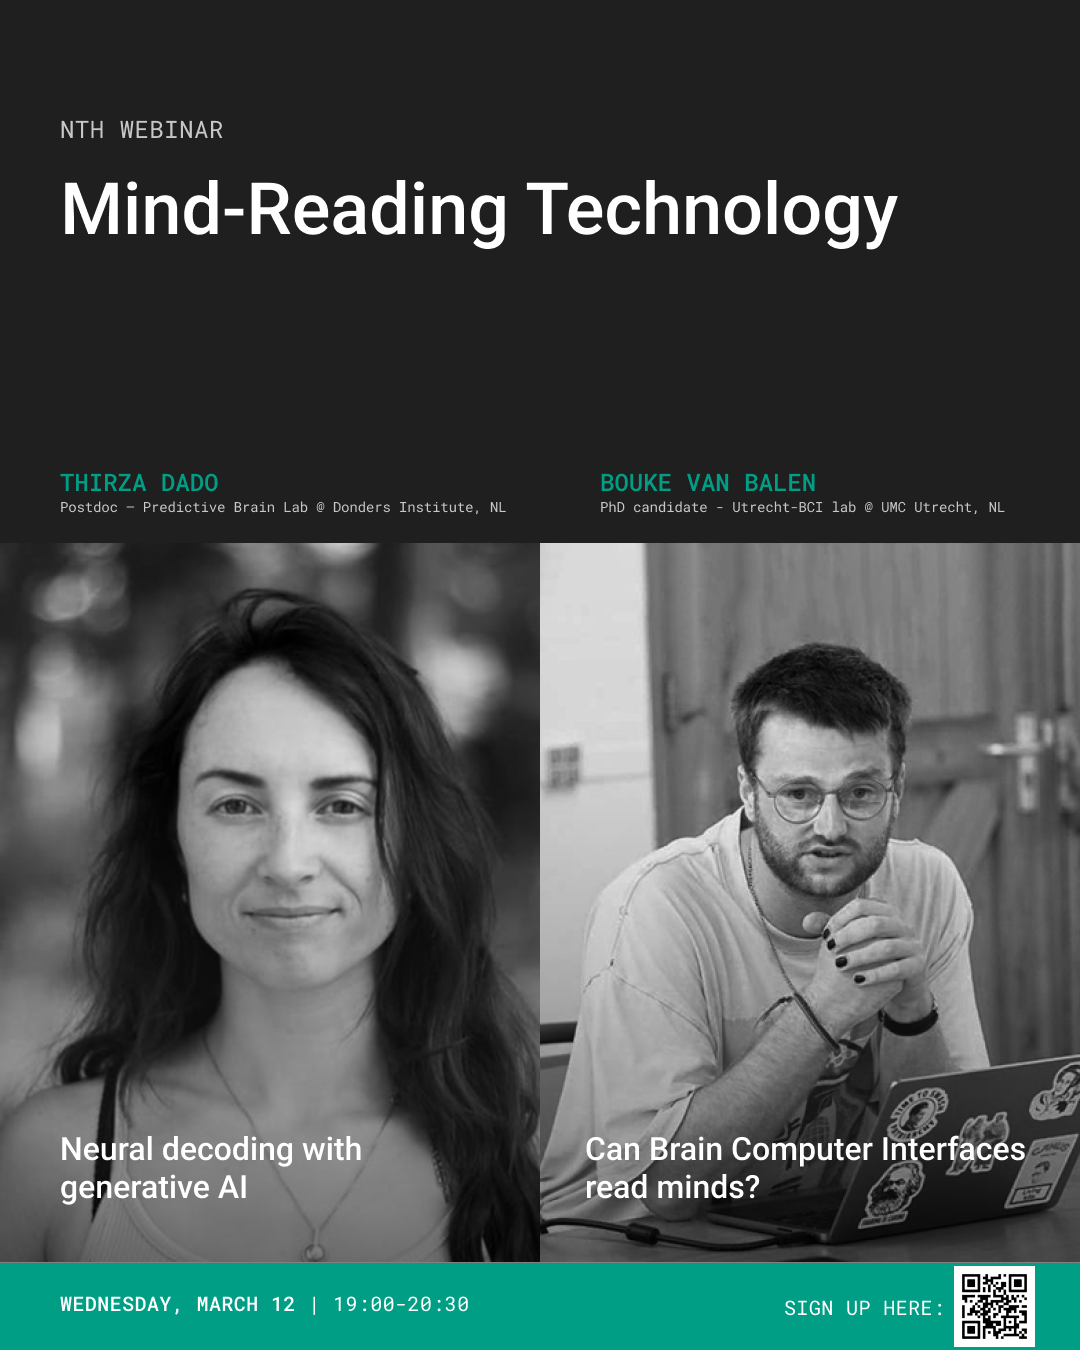 NTH WEBINAR
Mind-Reading Technology
THIRZA DADO
Postdoc – Predictive Brain Lab @ Donders Institute, NL
BOUKE VAN BALEN
PhD candidate - Utrecht-BCI lab @ UMC Utrecht, NL
Neural decoding with
generative AI
Can Brain Computer Interfaces
read minds?
WEDNESDAY, MARCH 12 | 19:00-20:30
SIGN UP HERE: